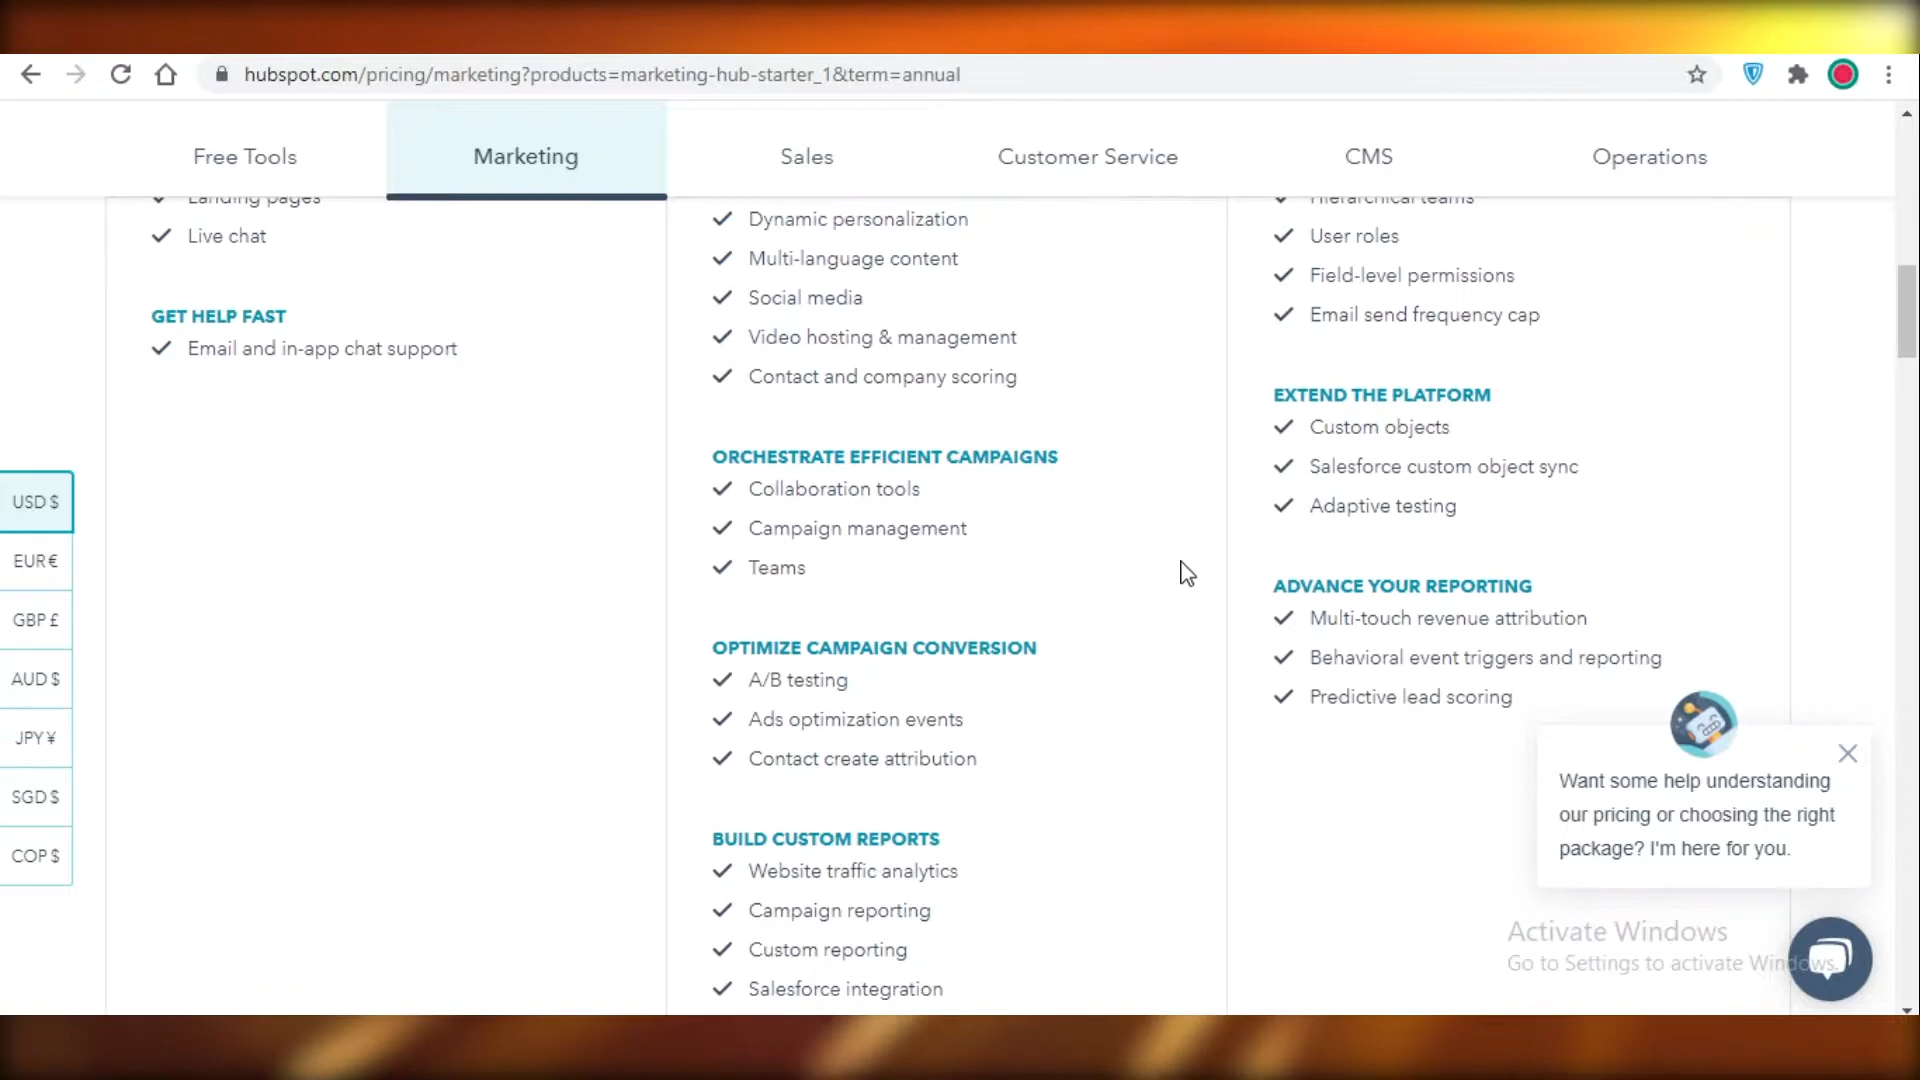 hubspot.com/pricing/marketing?products=marketing-hub-starter_1&term=annual
Free Tools
Marketing
Sales
Customer Service
CMS
Operations
Landing pages
Live chat
GET HELP FAST
Email and in-app chat support
Dynamic personalization
Multi-language content
Social media
Video hosting & management
Contact and company scoring
ORCHESTRATE EFFICIENT CAMPAIGNS
Collaboration tools
Campaign management
Teams
OPTIMIZE CAMPAIGN CONVERSION
A/B testing
Ads optimization events
Contact create attribution
BUILD CUSTOM REPORTS
Website traffic analytics
Campaign reporting
Custom reporting
Salesforce integration
Hierarchical teams
User roles
Field-level permissions
Email send frequency cap
EXTEND THE PLATFORM
Custom objects
Salesforce custom object sync
Adaptive testing
ADVANCE YOUR REPORTING
Multi-touch revenue attribution
Behavioral event triggers and reporting
Predictive lead scoring
USD $
EUR €
GBP £
AUD $
JPY ¥
SGD $
COP $
Want some help understanding
our pricing or choosing the right
package? I'm here for you.
Activate Windows
Go to Settings to activate Windows.